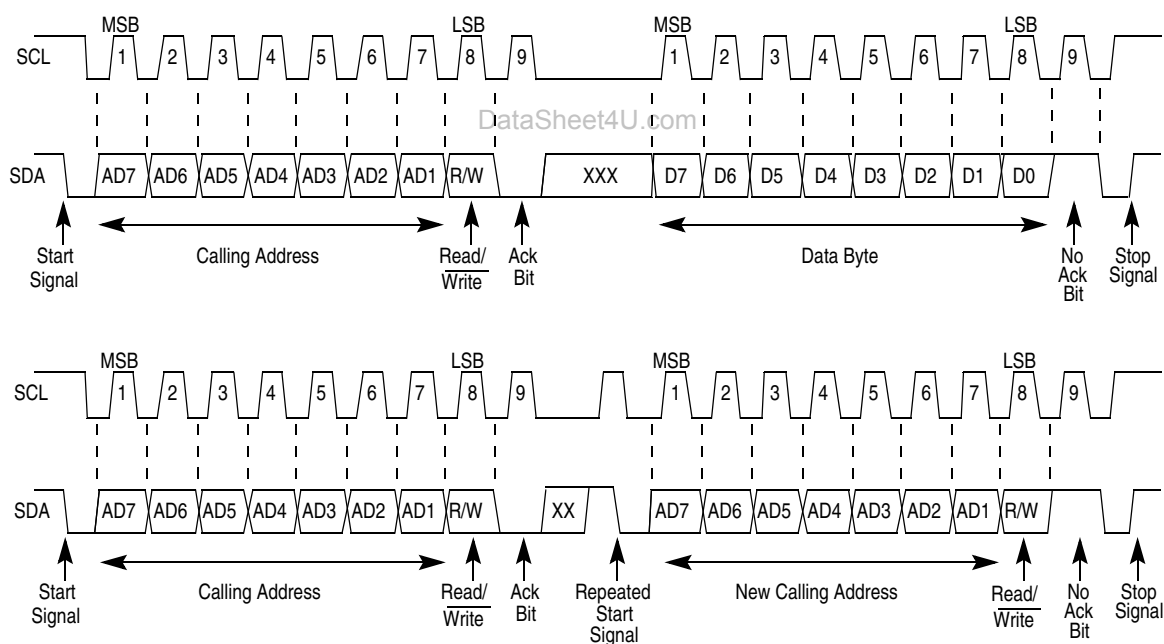 MSB LSB MSB LSB
SCL 1 2 3 4 5 6 7 8 9 1 2 3 4 5 6 7 8 9
DataSheet4U.com
SDA AD7 AD6 AD5 AD4 AD3 AD2 AD1 R/W XXX D7 D6 D5 D4 D3 D2 D1 D0
Start Signal
Calling Address
Read/
Write
Ack
Bit
Data Byte
No
Ack
Bit
Stop
Signal
MSB LSB MSB LSB
SCL 1 2 3 4 5 6 7 8 9 1 2 3 4 5 6 7 8 9
SDA AD7 AD6 AD5 AD4 AD3 AD2 AD1 R/W XX AD7 AD6 AD5 AD4 AD3 AD2 AD1 R/W
Start
Signal
Calling Address
Read/
Write
Ack
Bit
Repeated
Start
Signal
New Calling Address
Read/
Write
No
Ack
Bit
Stop
Signal